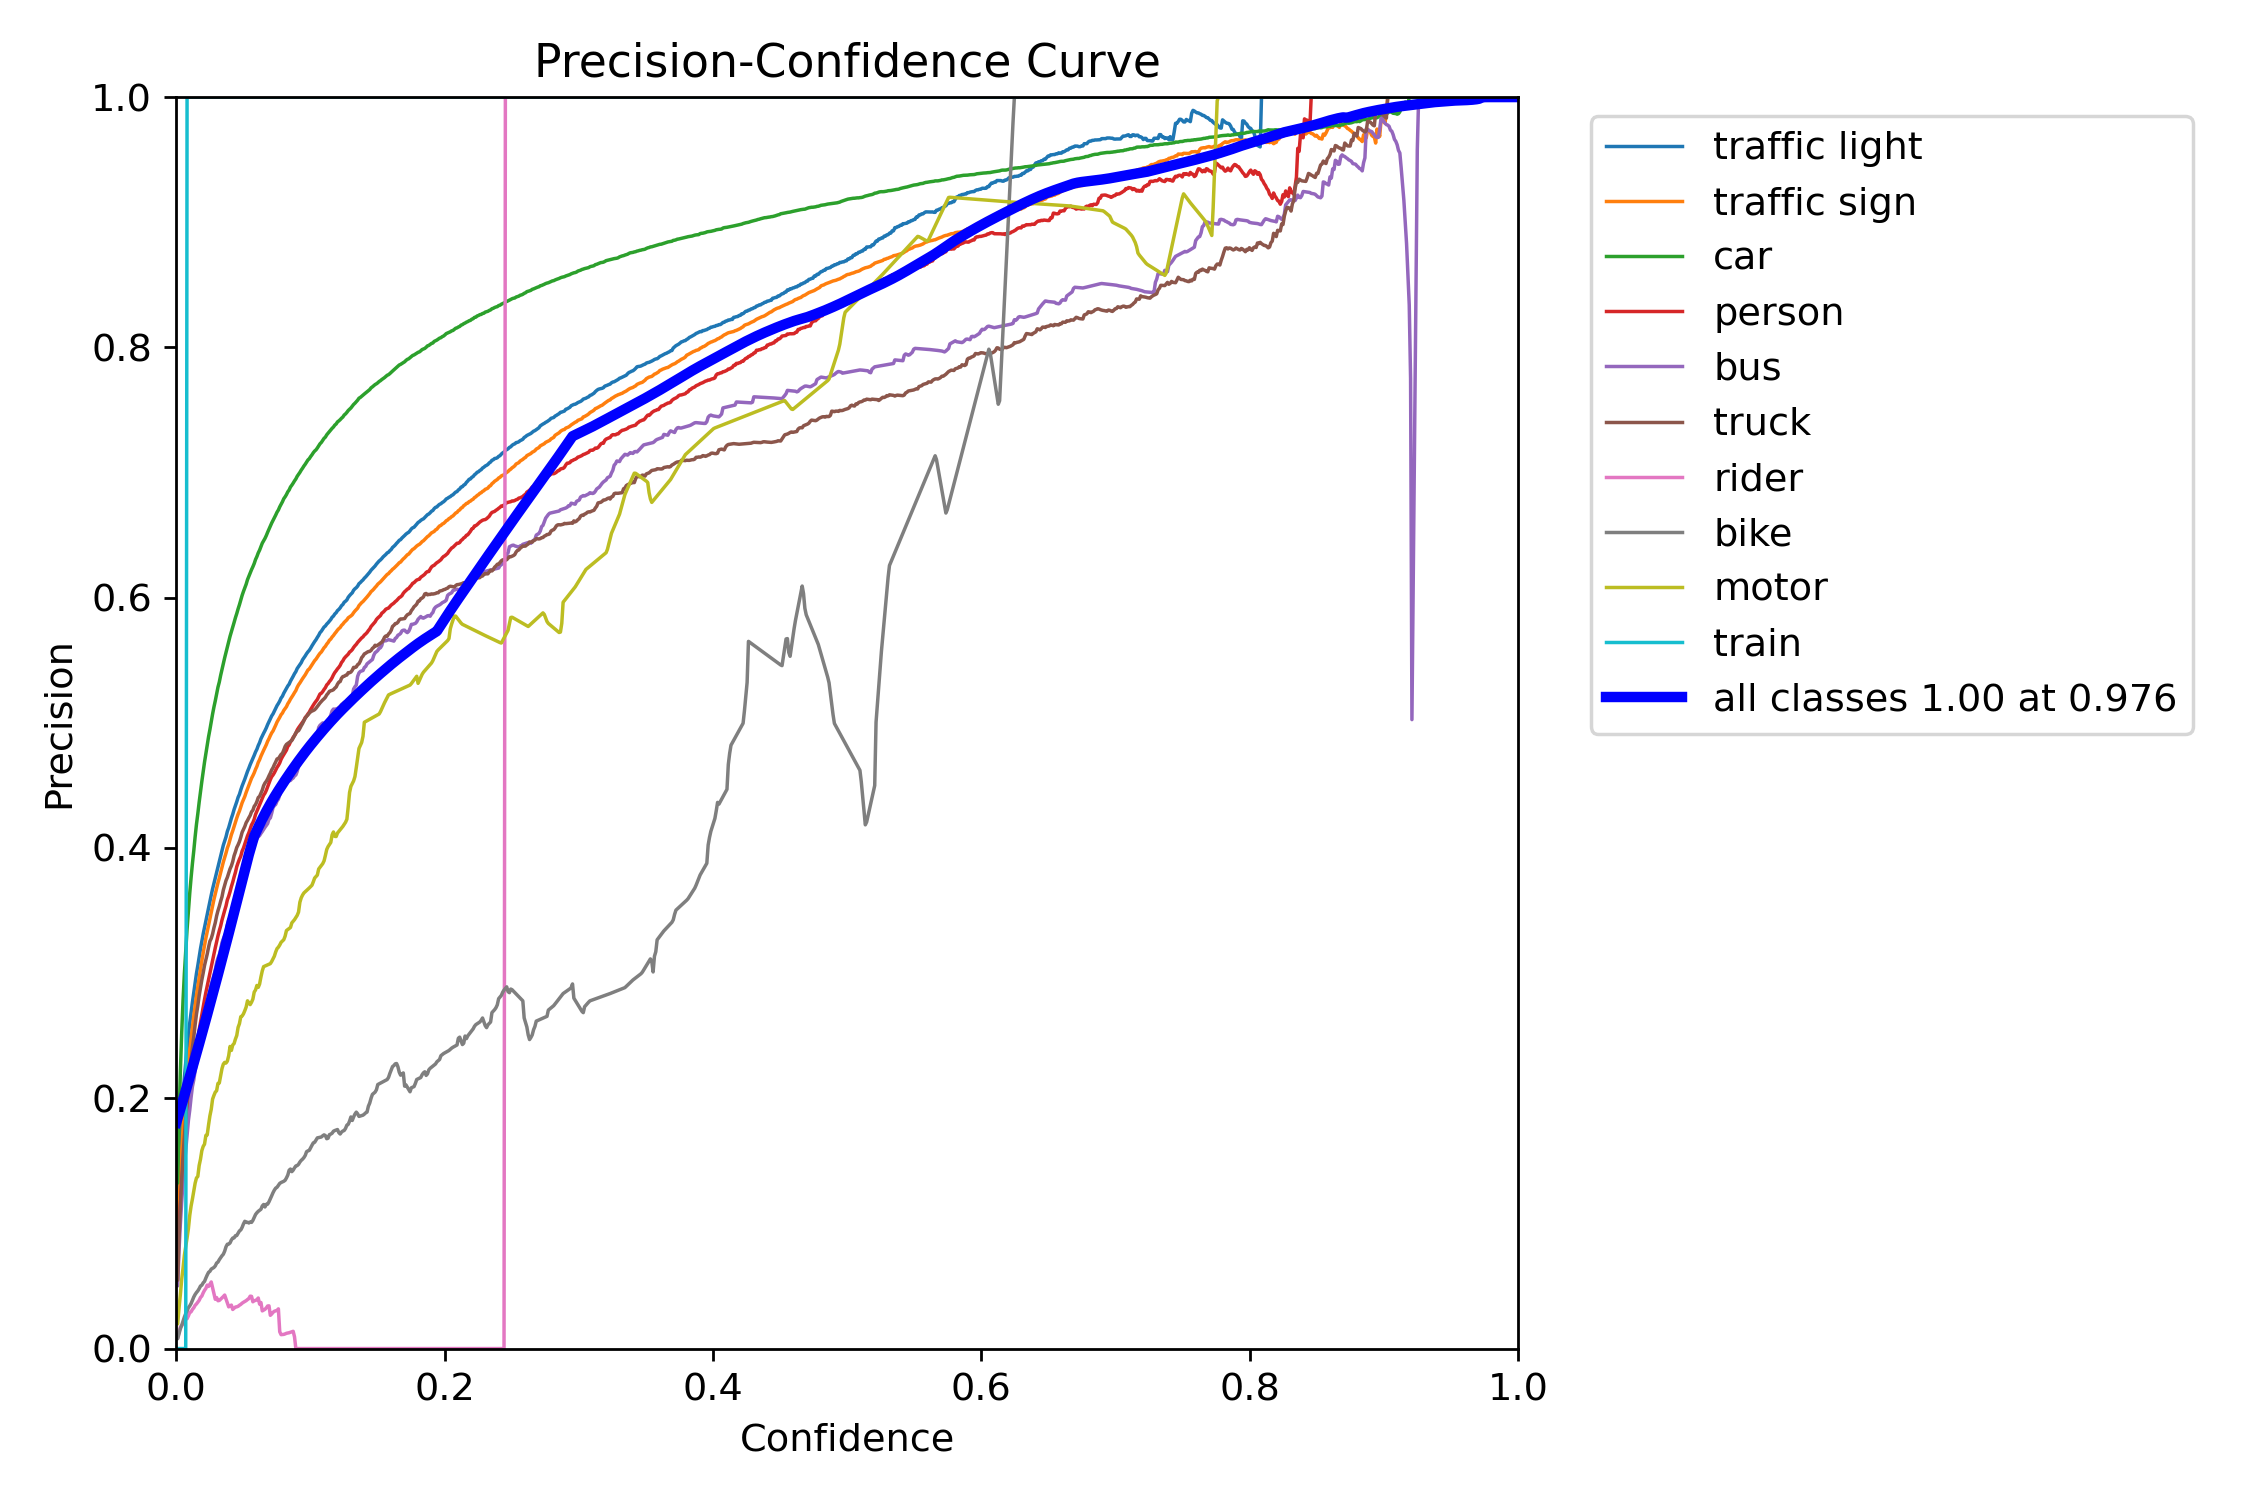 Precision-Confidence Curve
1.0
0.8
0.6
0.4
0.2
0.0
Precision
0.0 0.2 0.4 0.6 0.8 1.0
Confidence
traffic light
traffic sign
car
person
bus
truck
rider
bike
motor
train
all classes 1.00 at 0.976